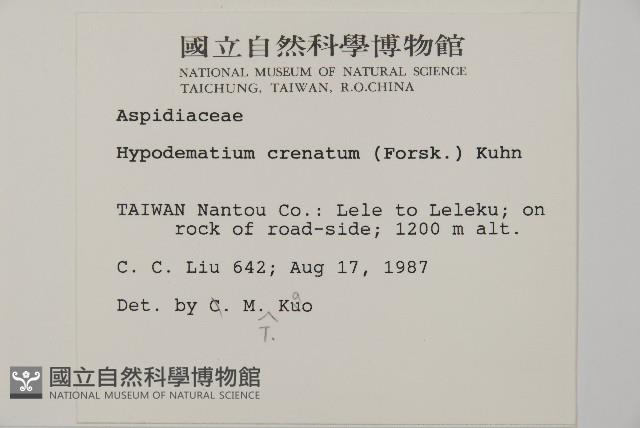 國立自然科學博物館
NATIONAL MUSEUM OF NATURAL SCIENCE
TAICHUNG, TAIWAN, R.O.CHINA
Aspidiaceae
Hypodematium crenatum (Forsk.) Kuhn
TAIWAN Nantou Co.: Lele to Leleku; on
rock of road-side; 1200 m alt.
C. C. Liu 642; Aug 17, 1987
Det. by C. M. Kuo
T.
國立自然科學博物館
NATIONAL MUSEUM OF NATURAL SCIENCE